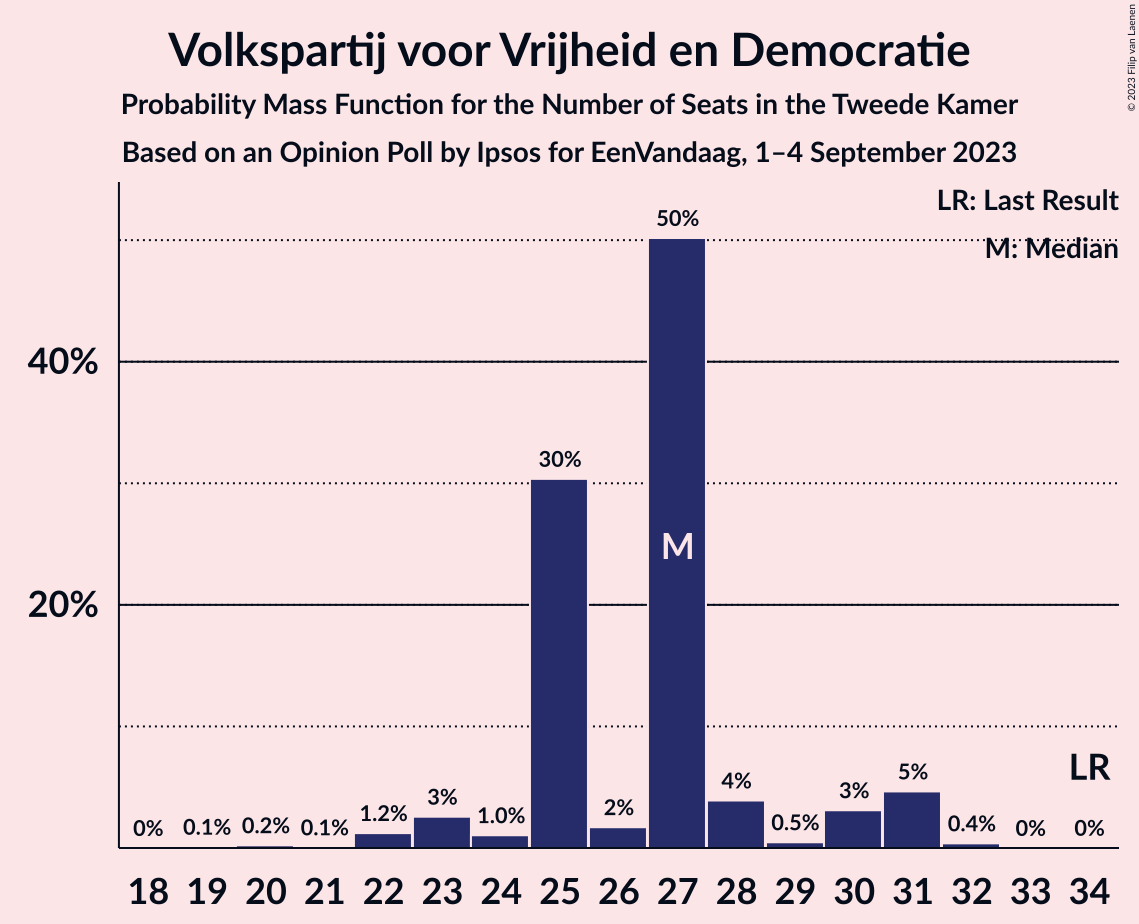 Volkspartij voor Vrijheid en Democratie
Probability Mass Function for the Number of Seats in the Tweede Kamer
Based on an Opinion Poll by Ipsos for EenVandaag, 1–4 September 2023
© 2023 Filip van Laenen
LR: Last Result
M: Median
50%
40%
30%
M
20%
LR
0% 0.1% 0.2% 0.1% 1.2% 3% 1.0% 2% 4% 0.5% 3% 5% 0.4% 0% 0%
18 19 20 21 22 23 24 25 26 27 28 29 30 31 32 33 34